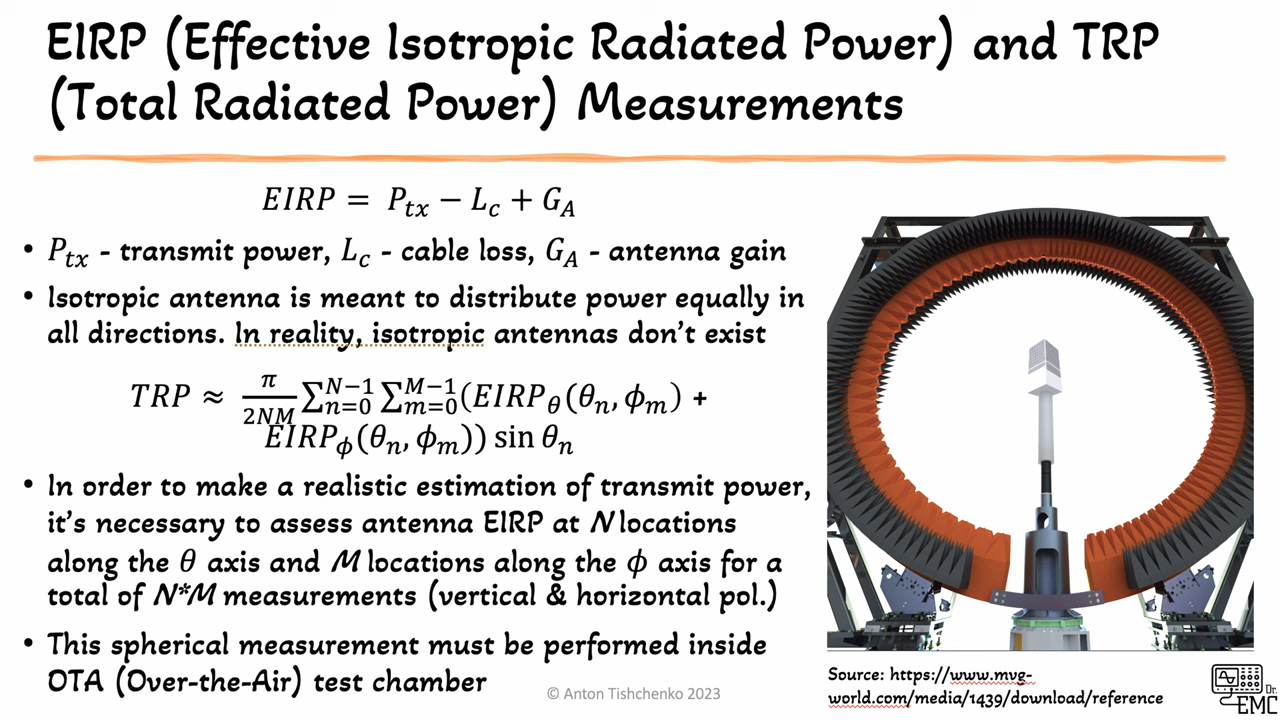 EIRP (Effective Isotropic Radiated Power) and TRP
(Total Radiated Power) Measurements
EIRP = P_tx − L_c + G_A
• P_tx - transmit power, L_c - cable loss, G_A - antenna gain
• Isotropic antenna is meant to distribute power equally in
all directions. In reality, isotropic antennas don't exist
TRP ≈ π/2NM ∑_{n=0}^{N−1} ∑_{m=0}^{M−1} (EIRP_θ(θ_n, ϕ_m) +
EIRP_ϕ(θ_n, ϕ_m)) sin θ_n
• In order to make a realistic estimation of transmit power,
it's necessary to assess antenna EIRP at N locations
along the θ axis and M locations along the ϕ axis for a
total of N*M measurements (vertical & horizontal pol.)
• This spherical measurement must be performed inside
OTA (Over-the-Air) test chamber
© Anton Tishchenko 2023
Source: https://www.mvg-
world.com/media/1439/download/reference
Dr.
EMC